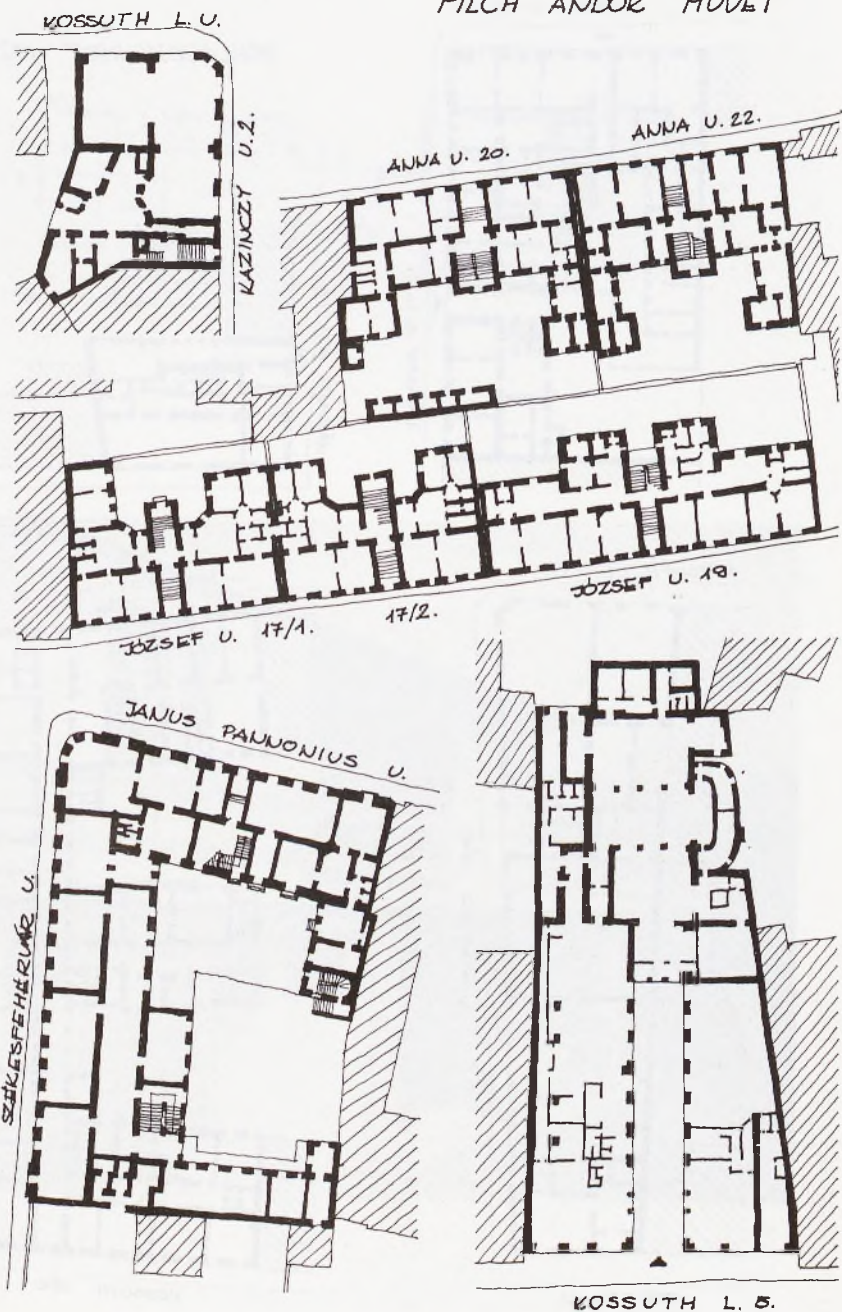 PILCH ANDOR MŰVEI
KOSSUTH L. U.
KAZINCZY U. 2.
ANNA U. 20.
ANNA U. 22.
JÓZSEF U. 17/1.
17/2.
JÓZSEF U. 19.
JANUS PANNONIUS U.
SZÉKESFEHÉRVÁR U.
KOSSUTH L. 5.